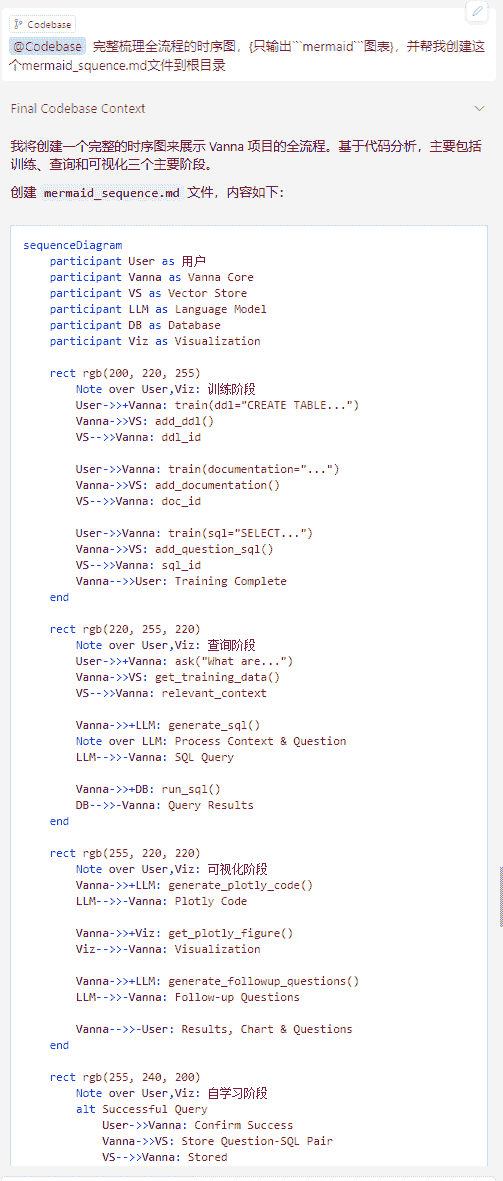 Codebase
@Codebase 完整梳理全流程的时序图，{只输出```mermaid```图表}，并帮我创建这
个mermaid_squence.md文件到根目录
Final Codebase Context
我将创建一个完整的时序图来展示 Vanna 项目的全流程。基于代码分析，主要包括
训练、查询和可视化三个主要阶段。
创建 mermaid_sequence.md 文件，内容如下：
sequenceDiagram
participant User as 用户
participant Vanna as Vanna Core
participant VS as Vector Store
participant LLM as Language Model
participant DB as Database
participant Viz as Visualization
rect rgb(200, 220, 255)
Note over User,Viz: 训练阶段
User->>+Vanna: train(ddl="CREATE TABLE...")
Vanna->>VS: add_ddl()
VS-->>Vanna: ddl_id
User->>Vanna: train(documentation="...")
Vanna->>VS: add_documentation()
VS-->>Vanna: doc_id
User->>Vanna: train(sql="SELECT...")
Vanna->>VS: add_question_sql()
VS-->>Vanna: sql_id
Vanna-->>User: Training Complete
end
rect rgb(220, 255, 220)
Note over User,Viz: 查询阶段
User->>+Vanna: ask("What are...")
Vanna->>VS: get_training_data()
VS-->>Vanna: relevant_context
Vanna->>+LLM: generate_sql()
Note over LLM: Process Context & Question
LLM-->>-Vanna: SQL Query
Vanna->>+DB: run_sql()
DB-->>-Vanna: Query Results
end
rect rgb(255, 220, 220)
Note over User,Viz: 可视化阶段
Vanna->>+LLM: generate_plotly_code()
LLM-->>-Vanna: Plotly Code
Vanna->>+Viz: get_plotly_figure()
Viz-->>-Vanna: Visualization
Vanna->>+LLM: generate_followup_questions()
LLM-->>-Vanna: Follow-up Questions
Vanna-->>-User: Results, Chart & Questions
end
rect rgb(255, 240, 200)
Note over User,Viz: 自学习阶段
alt Successful Query
User->>Vanna: Confirm Success
Vanna->>VS: Store Question-SQL Pair
VS-->>Vanna: Stored